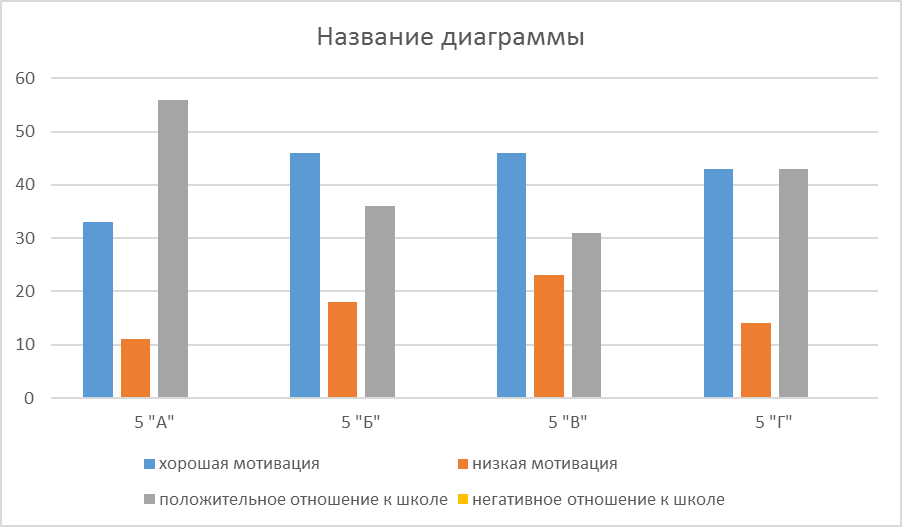 Название диаграммы
60
50
40
30
20
10
0
5 "А" 5 "Б" 5 "В" 5 "Г"
хорошая мотивация низкая мотивация
положительное отношение к школе негативное отношение к школе